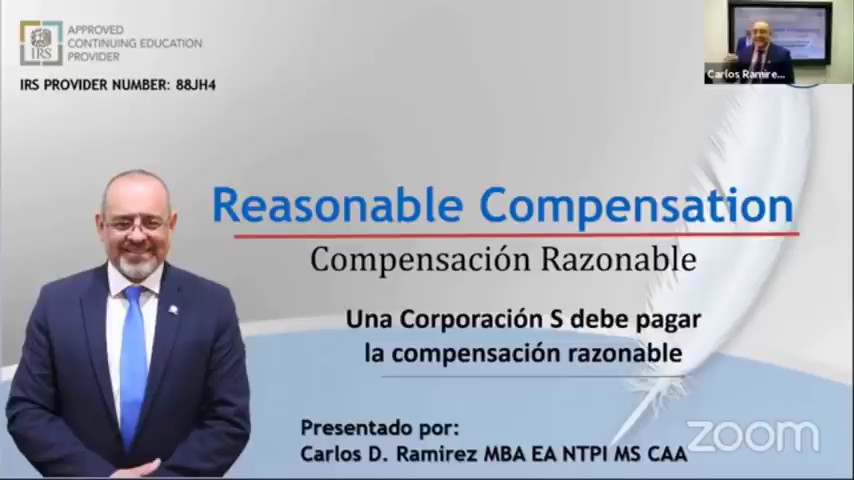 IRS
APPROVED
CONTINUING EDUCATION
PROVIDER
IRS PROVIDER NUMBER: 88JH4
Carlos Ramire...
Reasonable Compensation
Compensación Razonable
Una Corporación S debe pagar
la compensación razonable
Presentado por:
Carlos D. Ramirez MBA EA NTPI MS CAA
zoom